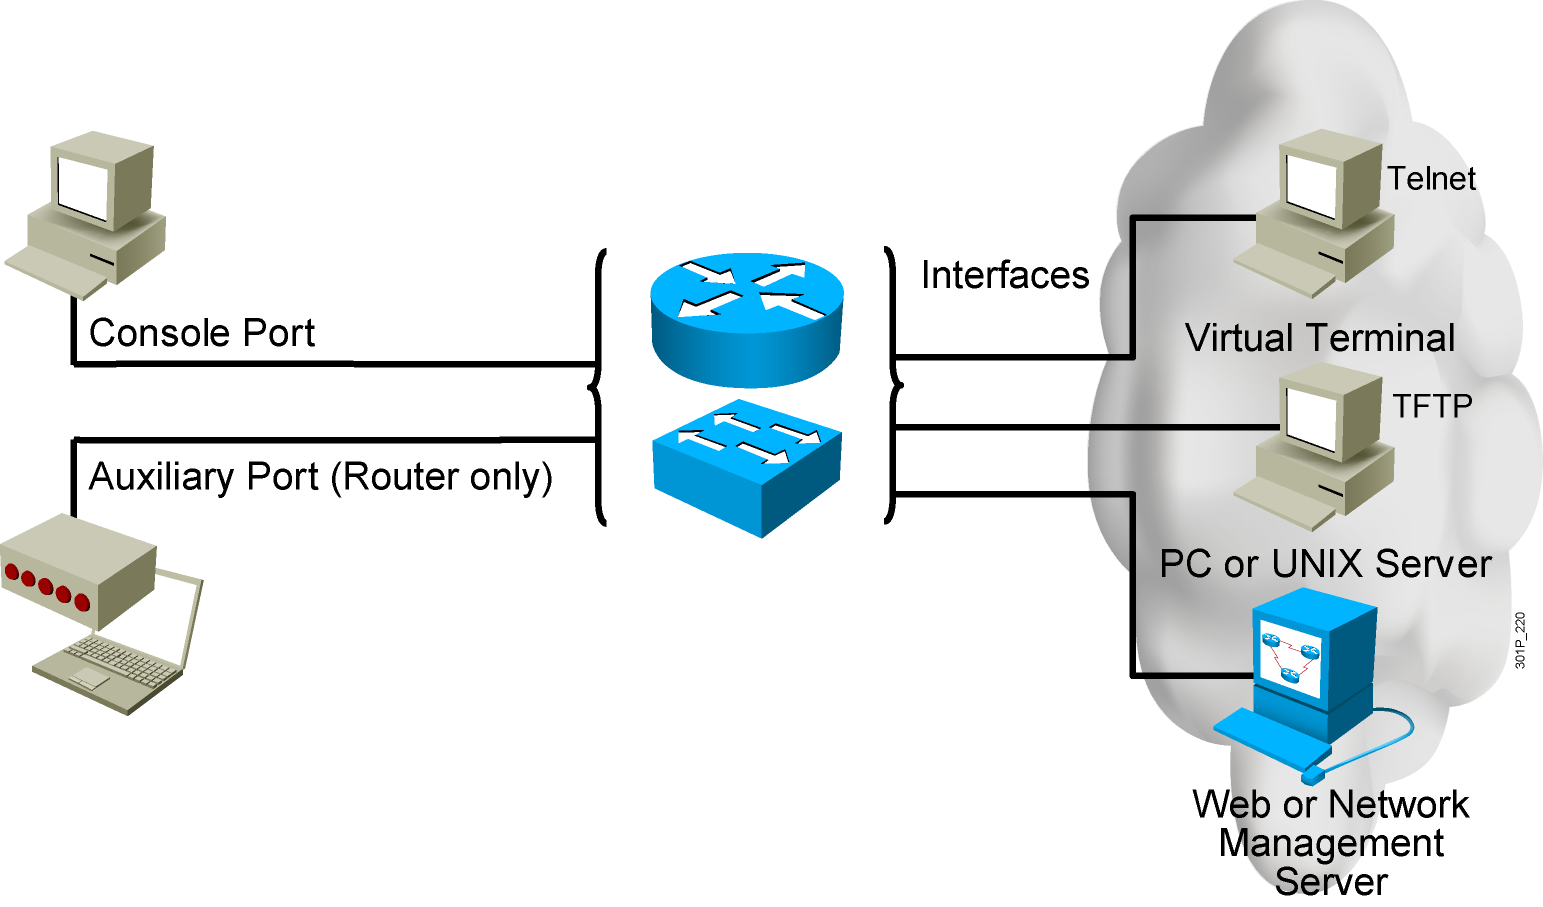 Telnet
Interfaces
Console Port
Virtual Terminal
TFTP
Auxiliary Port (Router only)
PC or UNIX Server
301P_220
Web or Network
Management
Server